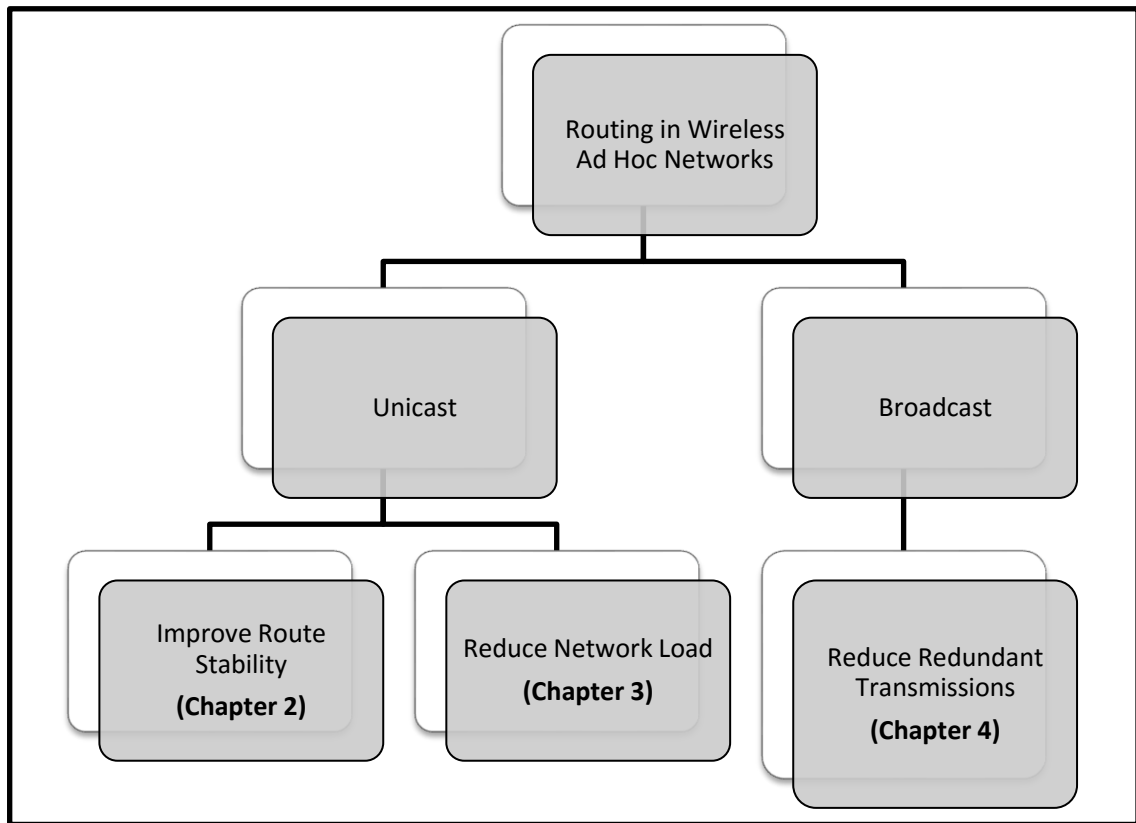 Routing in Wireless
Ad Hoc Networks
Unicast
Broadcast
Improve Route
Stability
(Chapter 2)
Reduce Network Load
(Chapter 3)
Reduce Redundant
Transmissions
(Chapter 4)